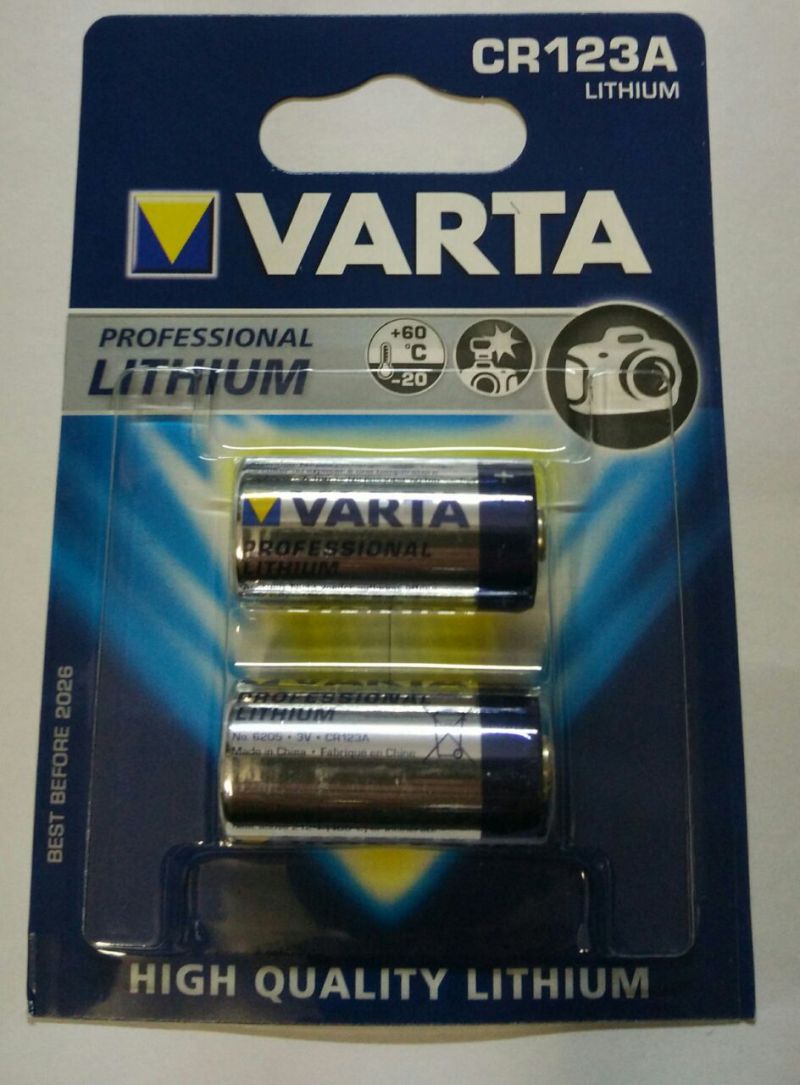 CR123A
LITHIUM
VARTA
PROFESSIONAL
LITHIUM
+60
°C
-20
+
VARTA
PROFESSIONAL
LITHIUM
PROFESSIONAL
LITHIUM
No. 6205 • 3V • CR123A
Made in China • Fabriqué en Chine
BEST BEFORE 2026
HIGH QUALITY LITHIUM